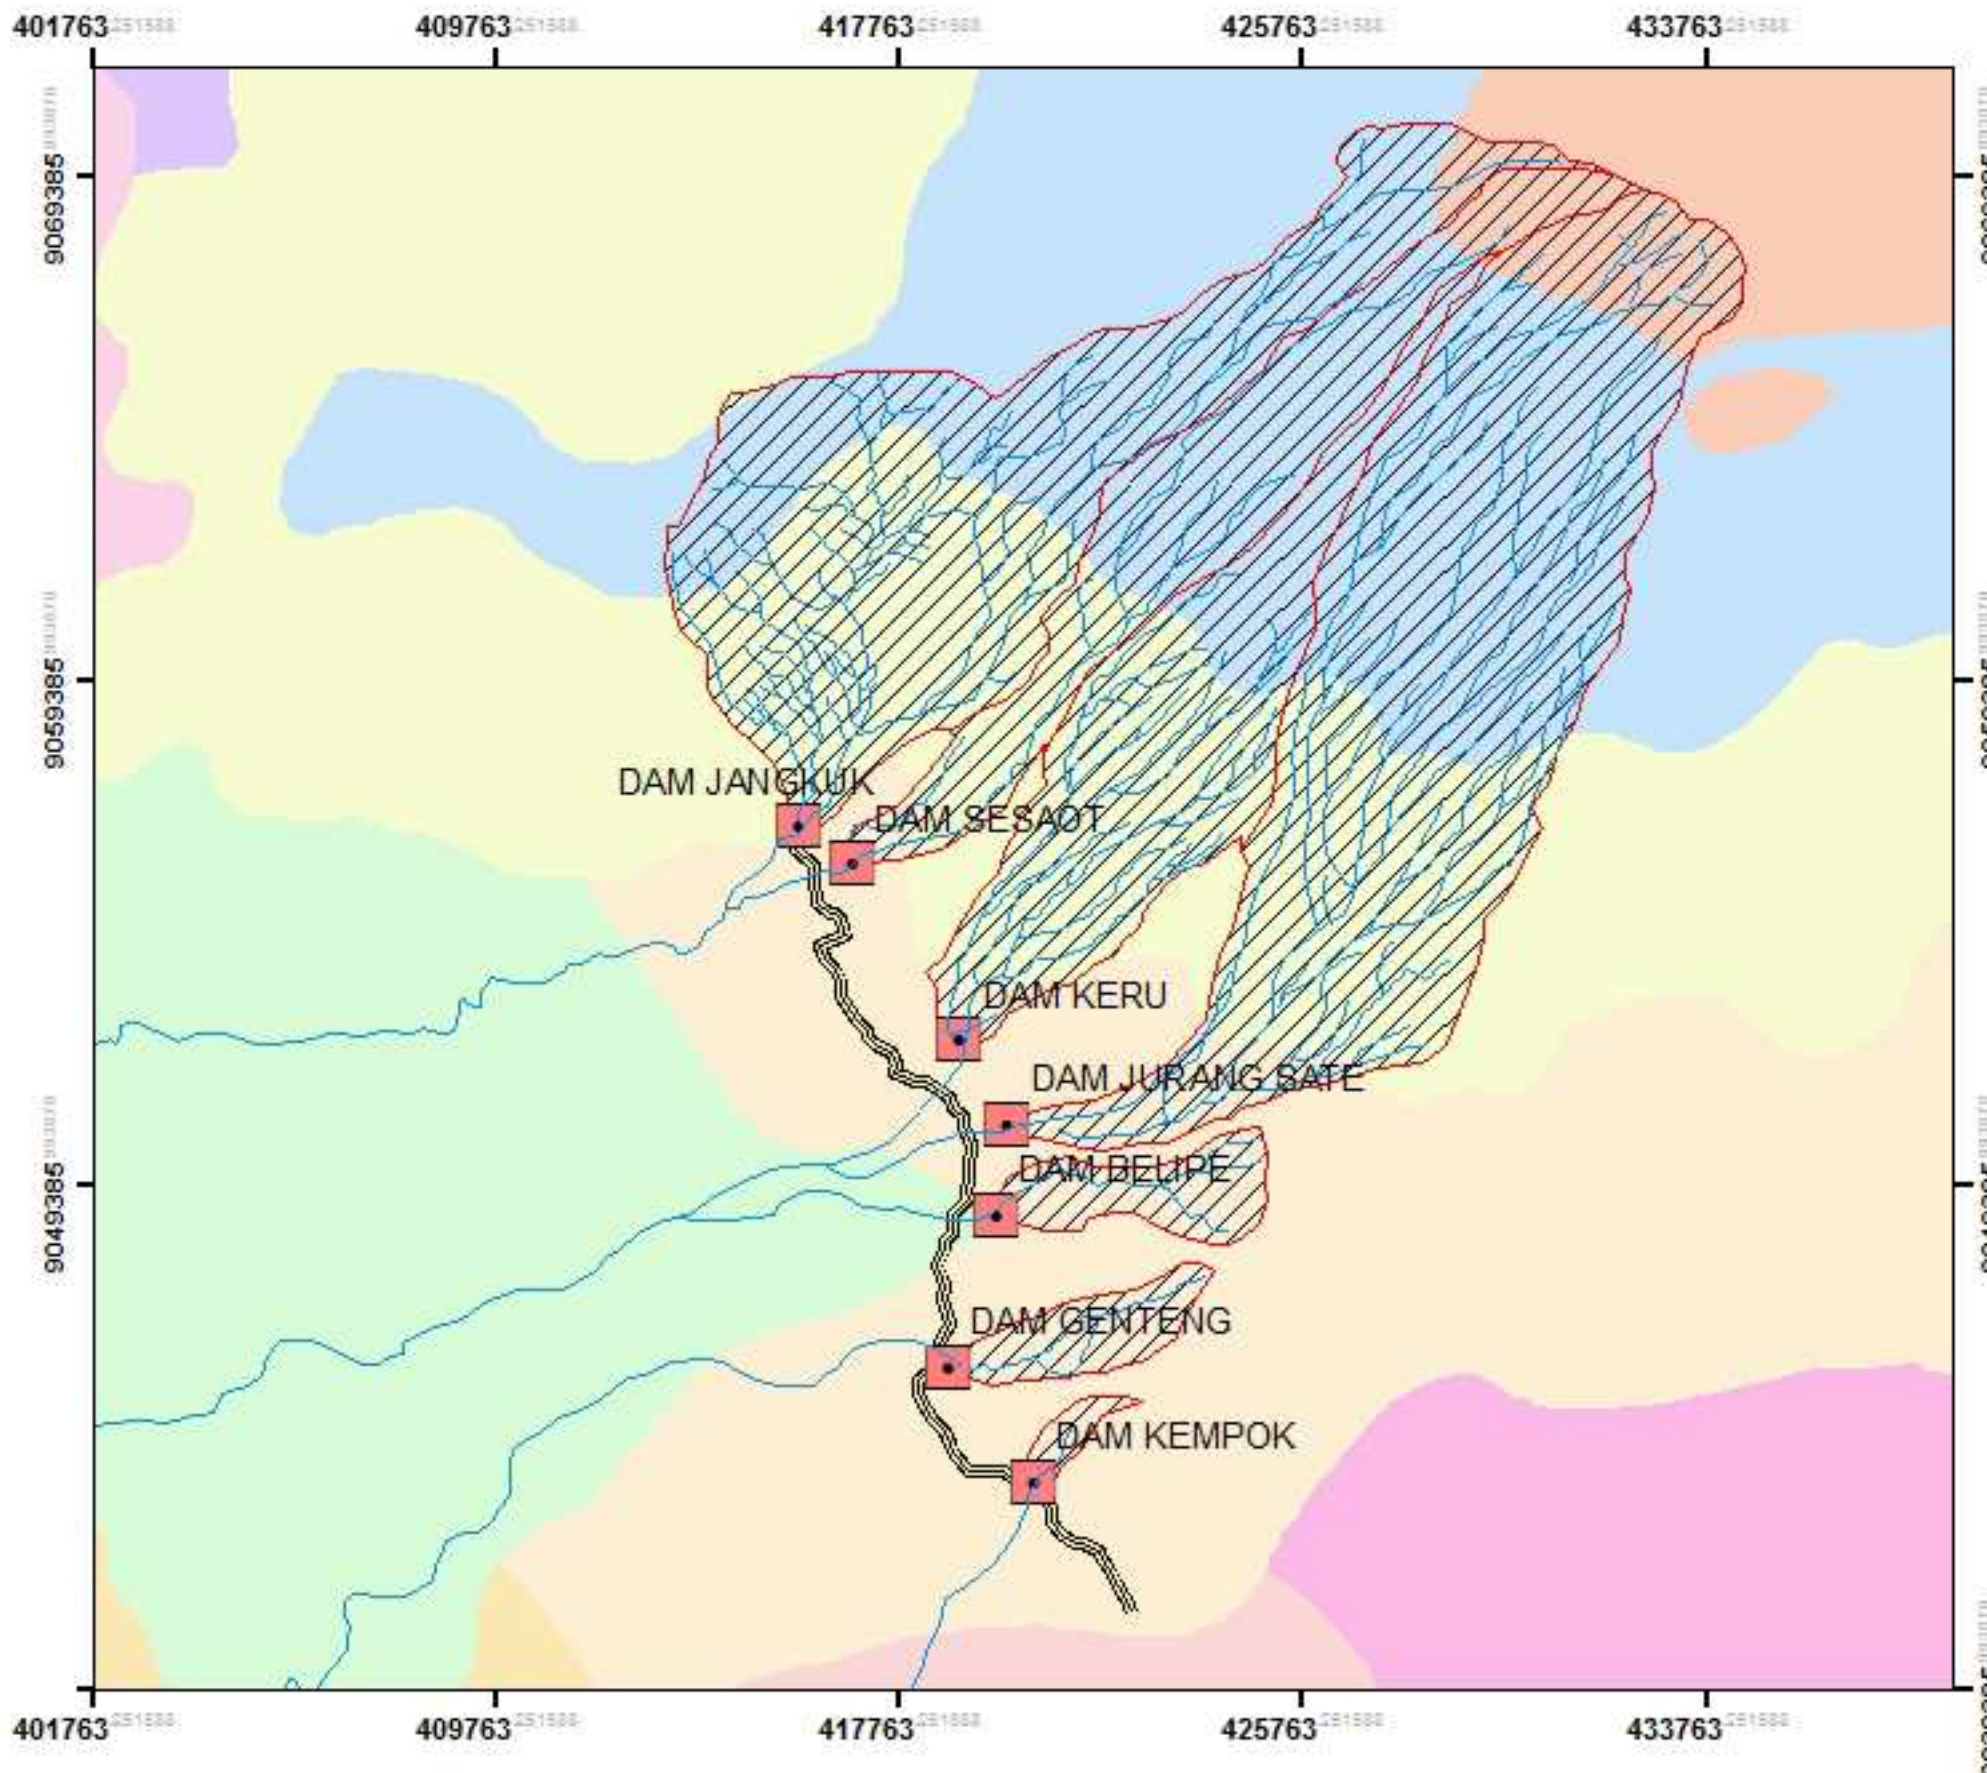 401763 409763 417763 425763 433763
9069385
9059385
DAM JANGKUK
DAM SESAOT
DAM KERU
DAM JURANG SATE
9049385
DAM BELIPE
DAM GENTENG
DAM KEMPOK
401763 409763 417763 425763 433763